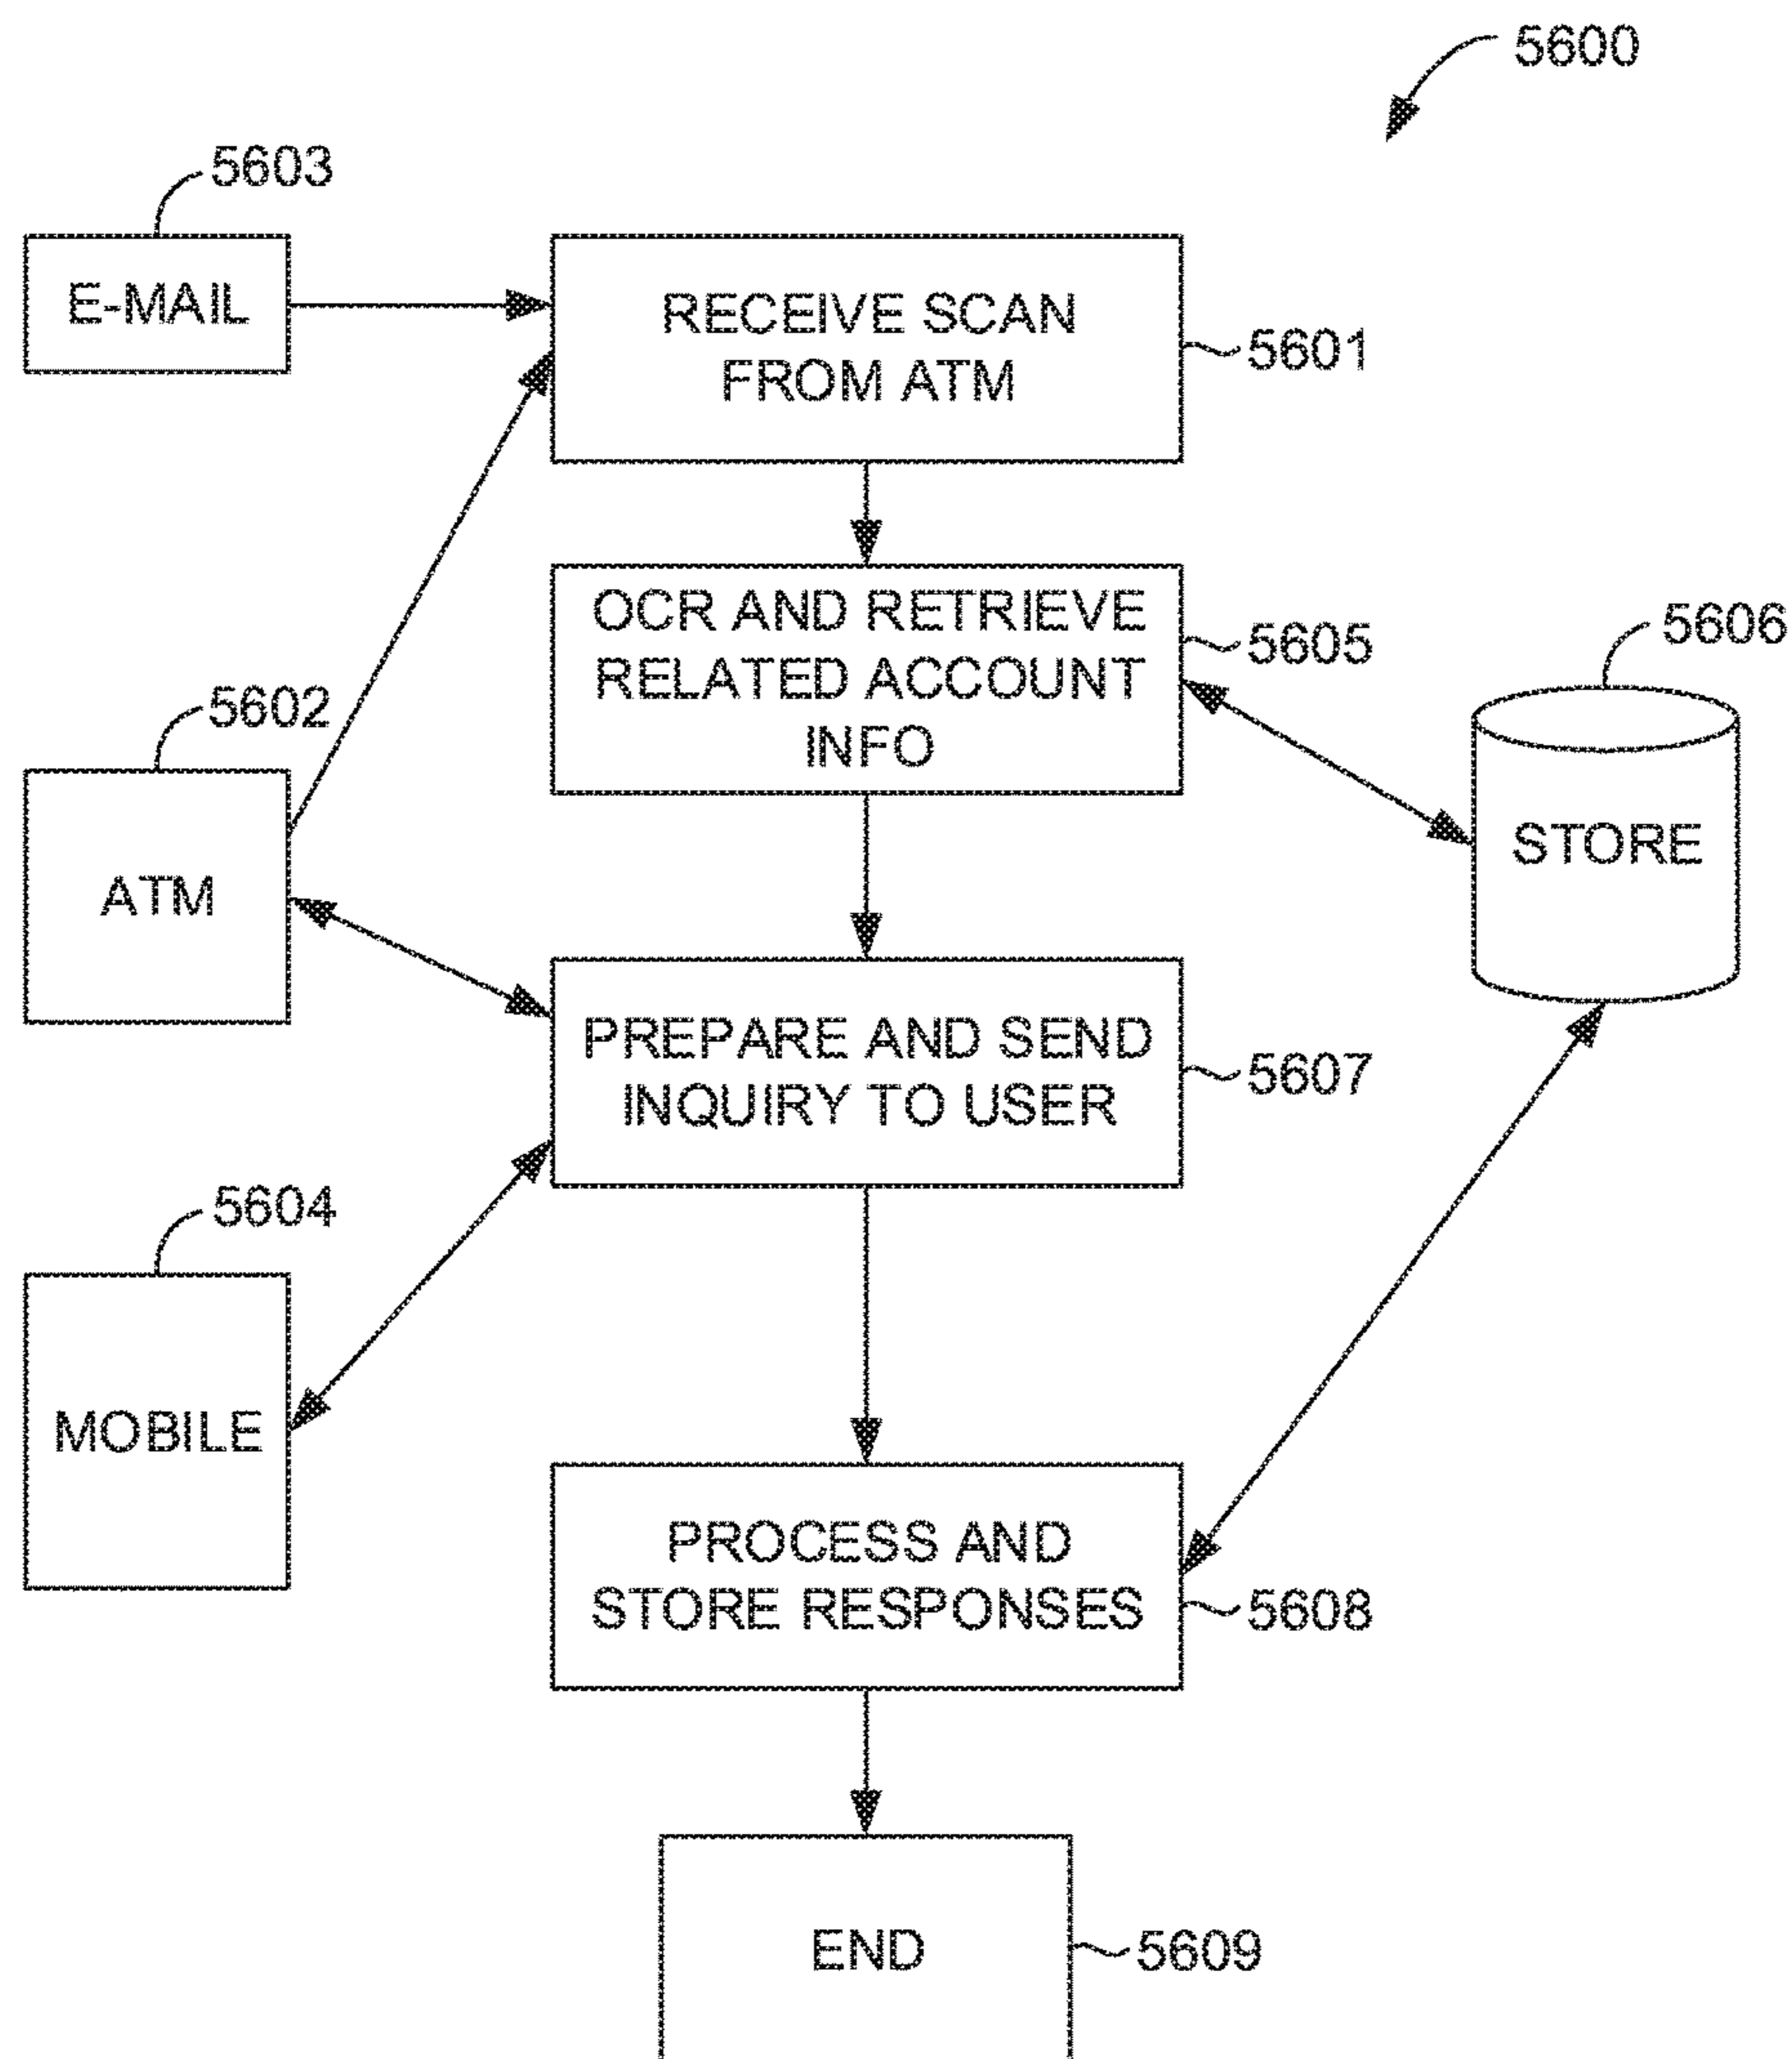 5600
5603
E-MAIL
RECEIVE SCAN
FROM ATM
5601
OCR AND RETRIEVE
RELATED ACCOUNT
INFO
5605
5606
STORE
5602
ATM
PREPARE AND SEND
INQUIRY TO USER
5607
5604
MOBILE
PROCESS AND
STORE RESPONSES
5608
END
5609